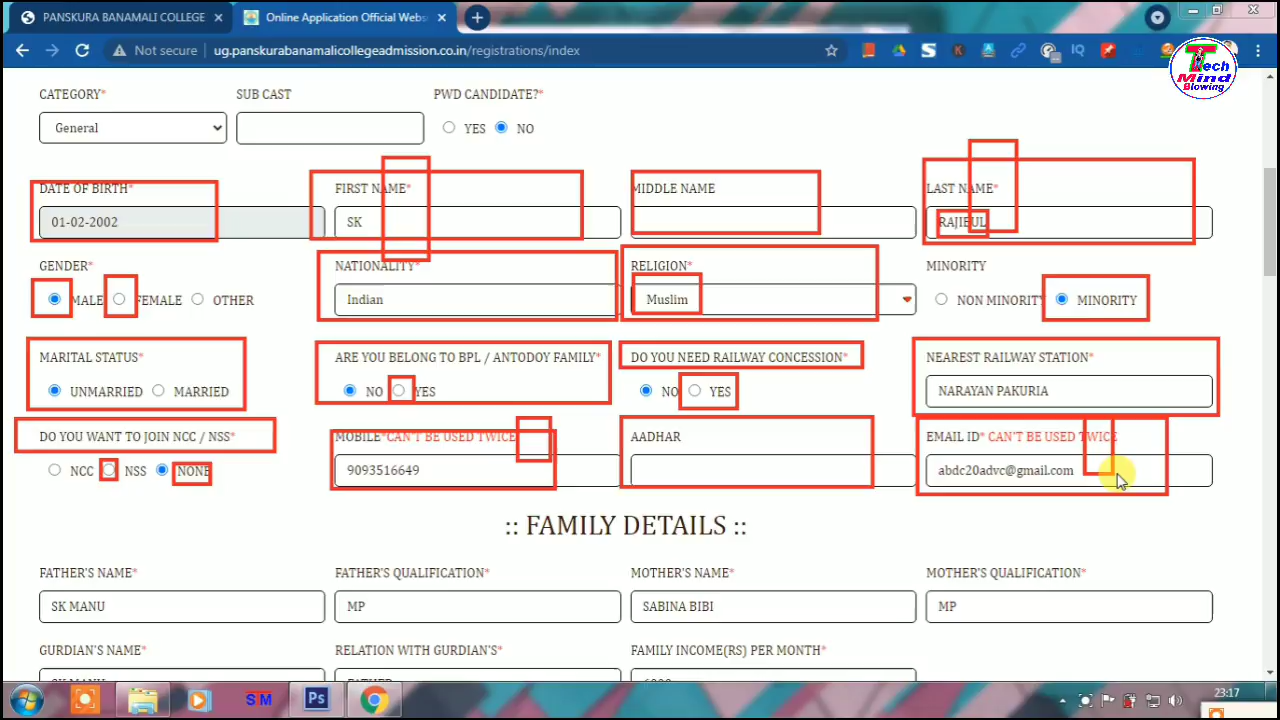 PANSKURA BANAMALI COLLEGE
Online Application Official Webs
Not secure
ug.panskurabanamalicollegeadmission.co.in/registrations/index
Tech
Mind
Blowing
CATEGORY*
SUB CAST
PWD CANDIDATE?*
General
YES
NO
DATE OF BIRTH*
FIRST NAME*
MIDDLE NAME
LAST NAME*
01-02-2002
SK
RAJIBUL
GENDER*
NATIONALITY*
RELIGION*
MINORITY
MALE
FEMALE
OTHER
Indian
Muslim
NON MINORITY
MINORITY
MARITAL STATUS*
ARE YOU BELONG TO BPL / ANTODOY FAMILY*
DO YOU NEED RAILWAY CONCESSION*
NEAREST RAILWAY STATION*
UNMARRIED
MARRIED
NO
YES
NO
YES
NARAYAN PAKURIA
DO YOU WANT TO JOIN NCC / NSS*
MOBILE*CAN'T BE USED TWICE
AADHAR
EMAIL ID* CAN'T BE USED TWICE
NCC
NSS
NONE
9093516649
abdc20advc@gmail.com
:: FAMILY DETAILS ::
FATHER'S NAME*
FATHER'S QUALIFICATION*
MOTHER'S NAME*
MOTHER'S QUALIFICATION*
SK MANU
MP
SABINA BIBI
MP
GURDIAN'S NAME*
RELATION WITH GURDIAN'S*
FAMILY INCOME(RS) PER MONTH*
SK MANU
FATHER
6000
SM
Ps
23:17